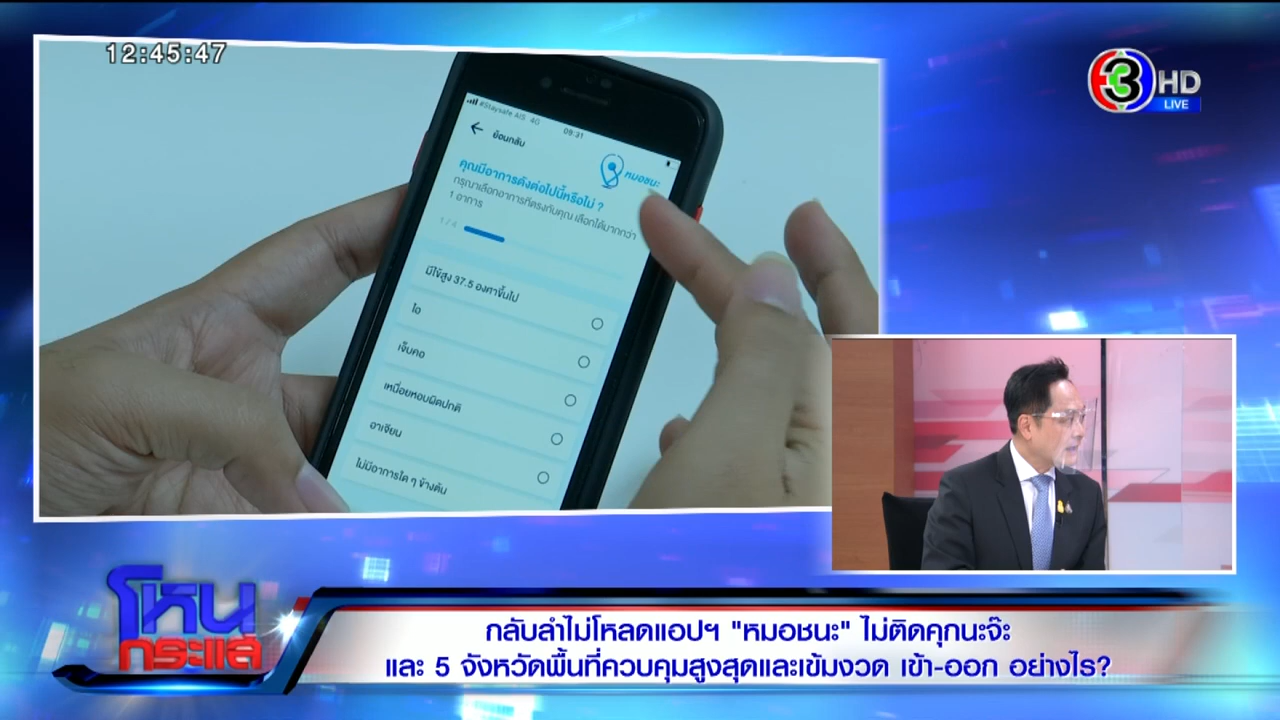 12:45:47
3 HD
LIVE
#Staysafe AIS 4G
09:31
ย้อนกลับ
หมอชนะ
คุณมีอาการดังต่อไปนี้หรือไม่ ?
กรุณาเลือกอาการที่ตรงกับคุณ เลือกได้มากกว่า
1 อาการ
1 / 4
มีไข้สูง 37.5 องศาขึ้นไป
ไอ
เจ็บคอ
เหนื่อยหอบผิดปกติ
อาเจียน
ไม่มีอาการใด ๆ ข้างต้น
โหน
กระแส
กลับลำไม่โหลดแอปฯ "หมอชนะ" ไม่ติดคุกนะจ๊ะ
และ 5 จังหวัดพื้นที่ควบคุมสูงสุดและเข้มงวด เข้า-ออก อย่างไร?